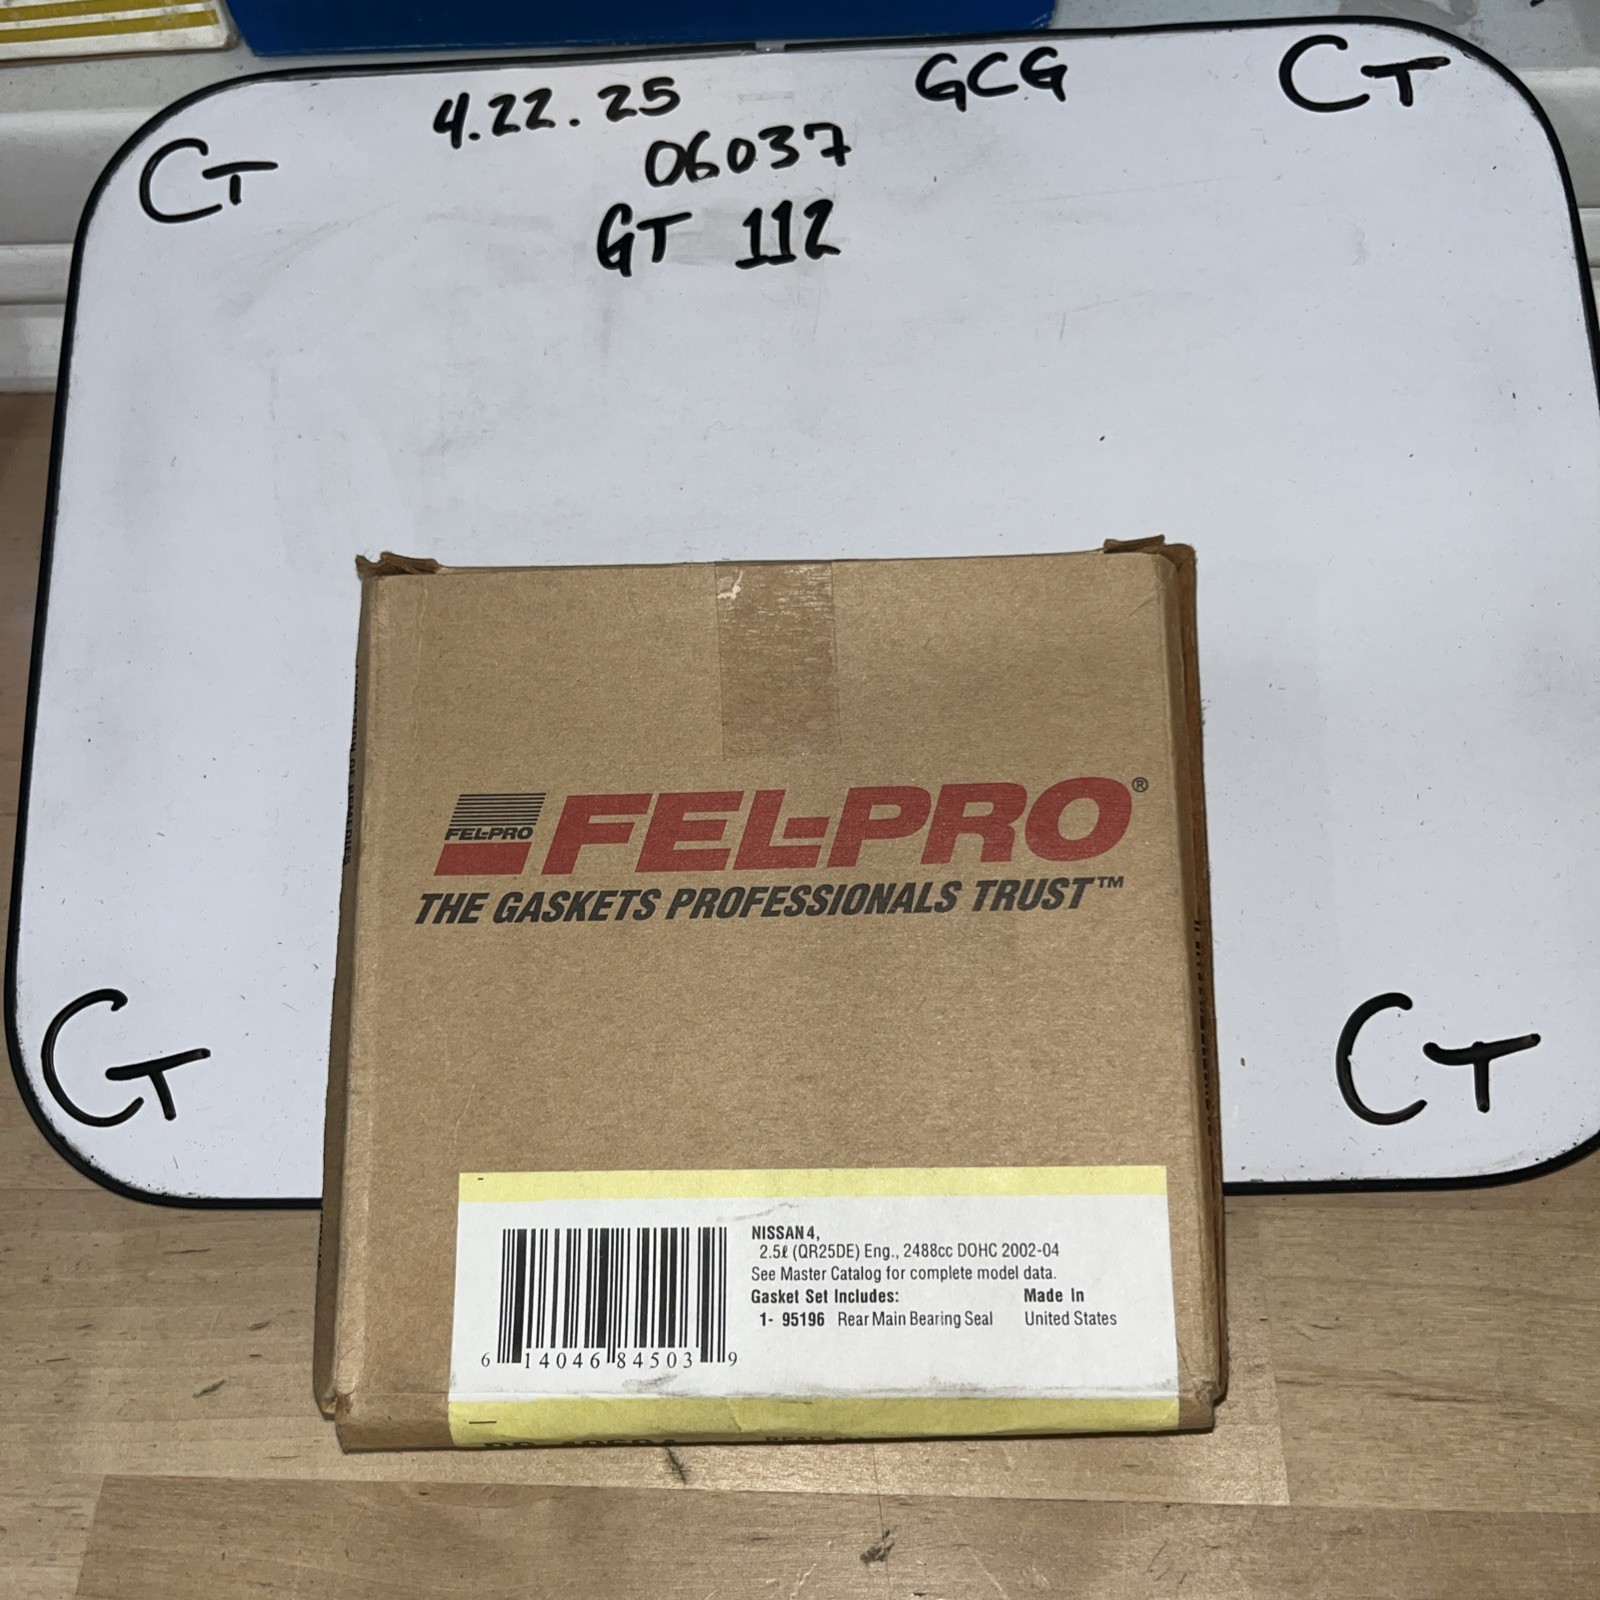 4.22.25 GCG CT
CT 06037
GT 112
FEL-PRO FEL-PRO®
THE GASKETS PROFESSIONALS TRUST™
CT CT
NISSAN 4,
2.5ℓ (QR25DE) Eng., 2488cc DOHC 2002-04
See Master Catalog for complete model data.
Gasket Set Includes: Made In
1- 95196 Rear Main Bearing Seal United States
6 14046 84503 9